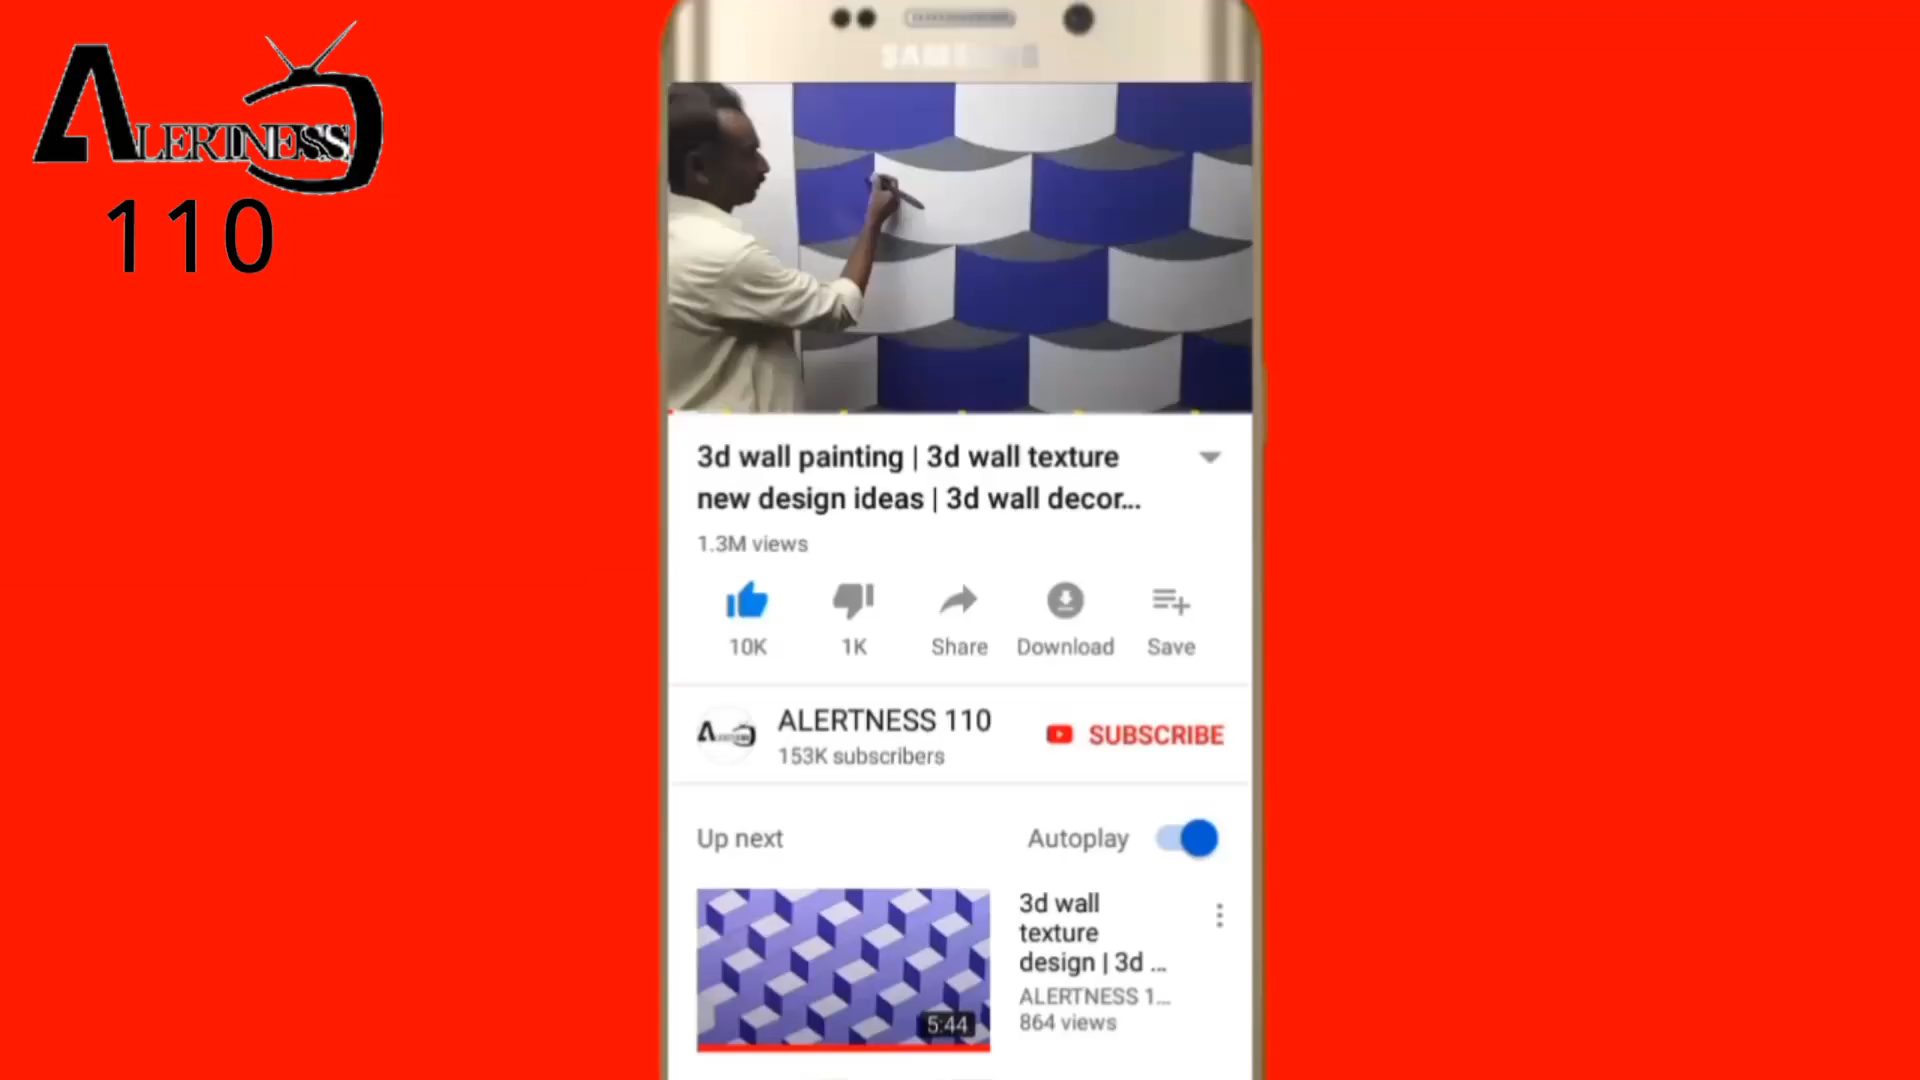 ALERTNESS
110
SAMSUNG
3d wall painting | 3d wall texture
new design ideas | 3d wall decor...
1.3M views
10K
1K
Share
Download
Save
ALERTNESS
ALERTNESS 110
153K subscribers
SUBSCRIBE
Up next
Autoplay
5:44
3d wall
texture
design | 3d ...
ALERTNESS 1...
864 views